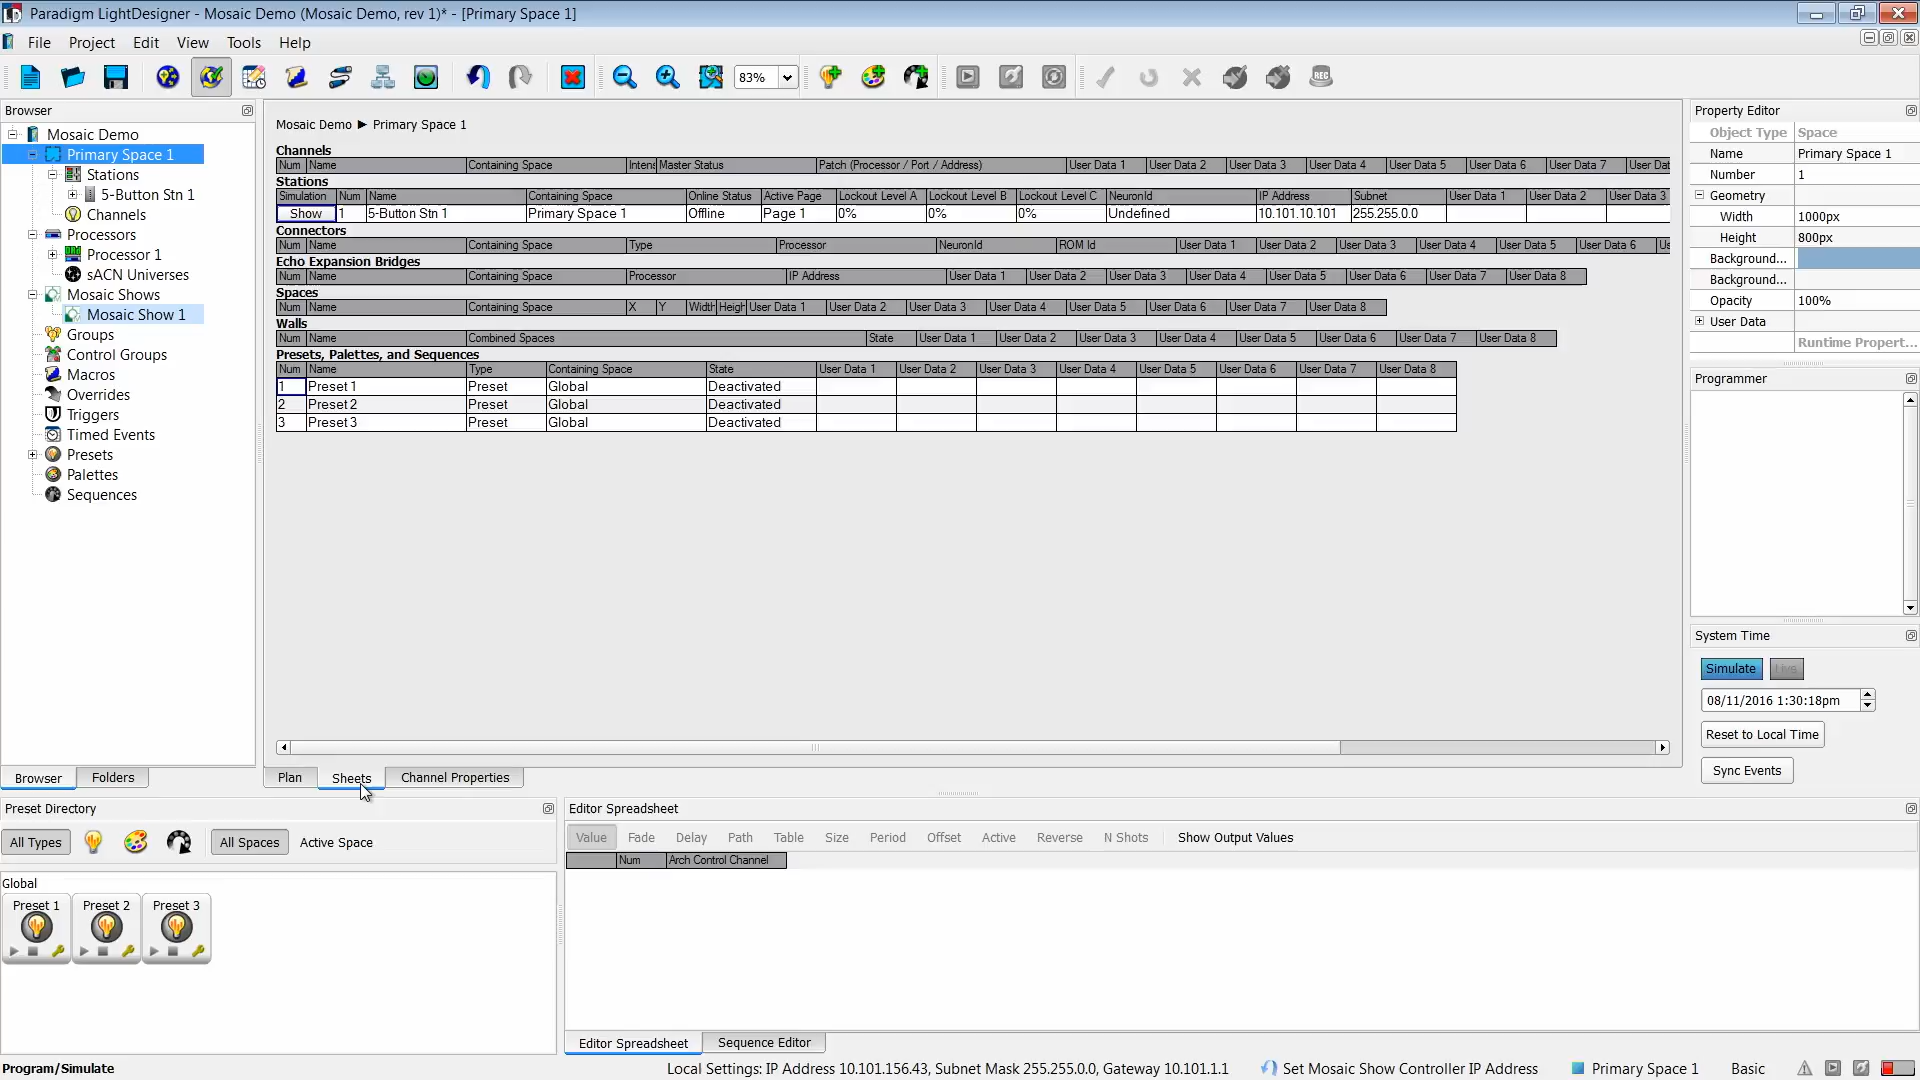 Paradigm LightDesigner - Mosaic Demo (Mosaic Demo, rev 1)* - [Primary Space 1]
File Project Edit View Tools Help
83% REC
Browser
Mosaic Demo
Primary Space 1
Stations
5-Button Stn 1
Channels
Processors
Processor 1
sACN Universes
Mosaic Shows
Mosaic Show 1
Groups
Control Groups
Macros
Overrides
Triggers
Timed Events
Presets
Palettes
Sequences
Browser Folders
Mosaic Demo ▶ Primary Space 1
Channels
Num Name Containing Space Intens Master Status Patch (Processor / Port / Address) User Data 1 User Data 2 User Data 3 User Data 4 User Data 5 User Data 6 User Data 7 User Dat
Stations
Simulation Num Name Containing Space Online Status Active Page Lockout Level A Lockout Level B Lockout Level C NeuronId IP Address Subnet User Data 1 User Data 2 User Data 3
Show 1 5-Button Stn 1 Primary Space 1 Offline Page 1 0% 0% 0% Undefined 10.101.10.101 255.255.0.0
Connectors
Num Name Containing Space Type Processor NeuronId ROM Id User Data 1 User Data 2 User Data 3 User Data 4 User Data 5 User Data 6 Us
Echo Expansion Bridges
Num Name Containing Space Processor IP Address User Data 1 User Data 2 User Data 3 User Data 4 User Data 5 User Data 6 User Data 7 User Data 8
Spaces
Num Name Containing Space X Y Width Heigh User Data 1 User Data 2 User Data 3 User Data 4 User Data 5 User Data 6 User Data 7 User Data 8
Walls
Num Name Combined Spaces State User Data 1 User Data 2 User Data 3 User Data 4 User Data 5 User Data 6 User Data 7 User Data 8
Presets, Palettes, and Sequences
Num Name Type Containing Space State User Data 1 User Data 2 User Data 3 User Data 4 User Data 5 User Data 6 User Data 7 User Data 8
1 Preset 1 Preset Global Deactivated
2 Preset 2 Preset Global Deactivated
3 Preset 3 Preset Global Deactivated
Plan Sheets Channel Properties
Property Editor
Object Type Space
Name Primary Space 1
Number 1
Geometry
Width 1000px
Height 800px
Background...
Background...
Opacity 100%
User Data
Runtime Propert...
Programmer
System Time
Simulate Live
08/11/2016 1:30:18pm
Reset to Local Time
Sync Events
Preset Directory
All Types All Spaces Active Space
Global
Preset 1 Preset 2 Preset 3
Editor Spreadsheet
Value Fade Delay Path Table Size Period Offset Active Reverse N Shots Show Output Values
Num Arch Control Channel
Editor Spreadsheet Sequence Editor
Program/Simulate Local Settings: IP Address 10.101.156.43, Subnet Mask 255.255.0.0, Gateway 10.101.1.1 Set Mosaic Show Controller IP Address Primary Space 1 Basic